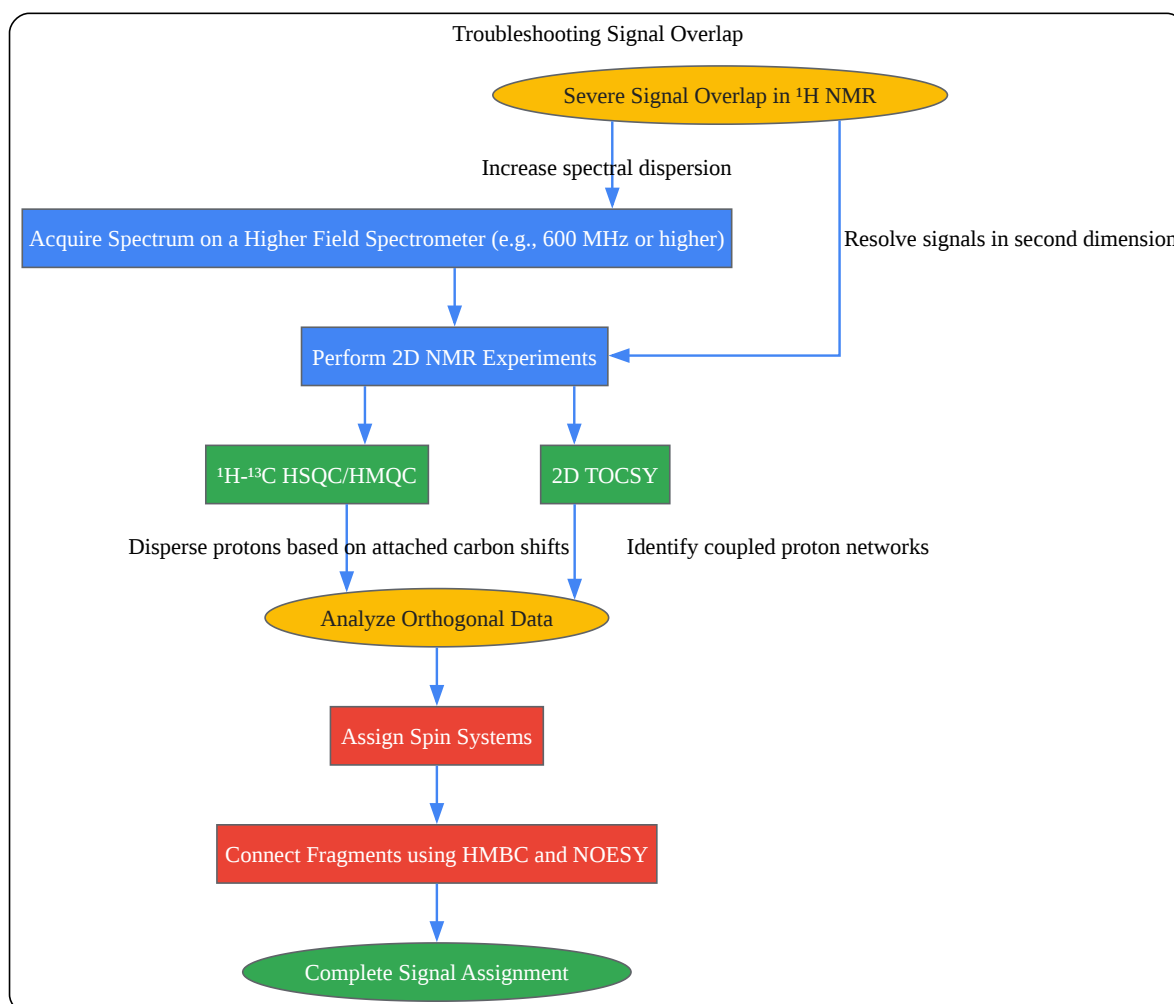 Troubleshooting Signal Overlap
Severe Signal Overlap in ¹H NMR
Increase spectral dispersion
Acquire Spectrum on a Higher Field Spectrometer (e.g., 600 MHz or higher)
Resolve signals in second dimension
Perform 2D NMR Experiments
¹H-¹³C HSQC/HMQC
2D TOCSY
Disperse protons based on attached carbon shifts
Identify coupled proton networks
Analyze Orthogonal Data
Assign Spin Systems
Connect Fragments using HMBC and NOESY
Complete Signal Assignment